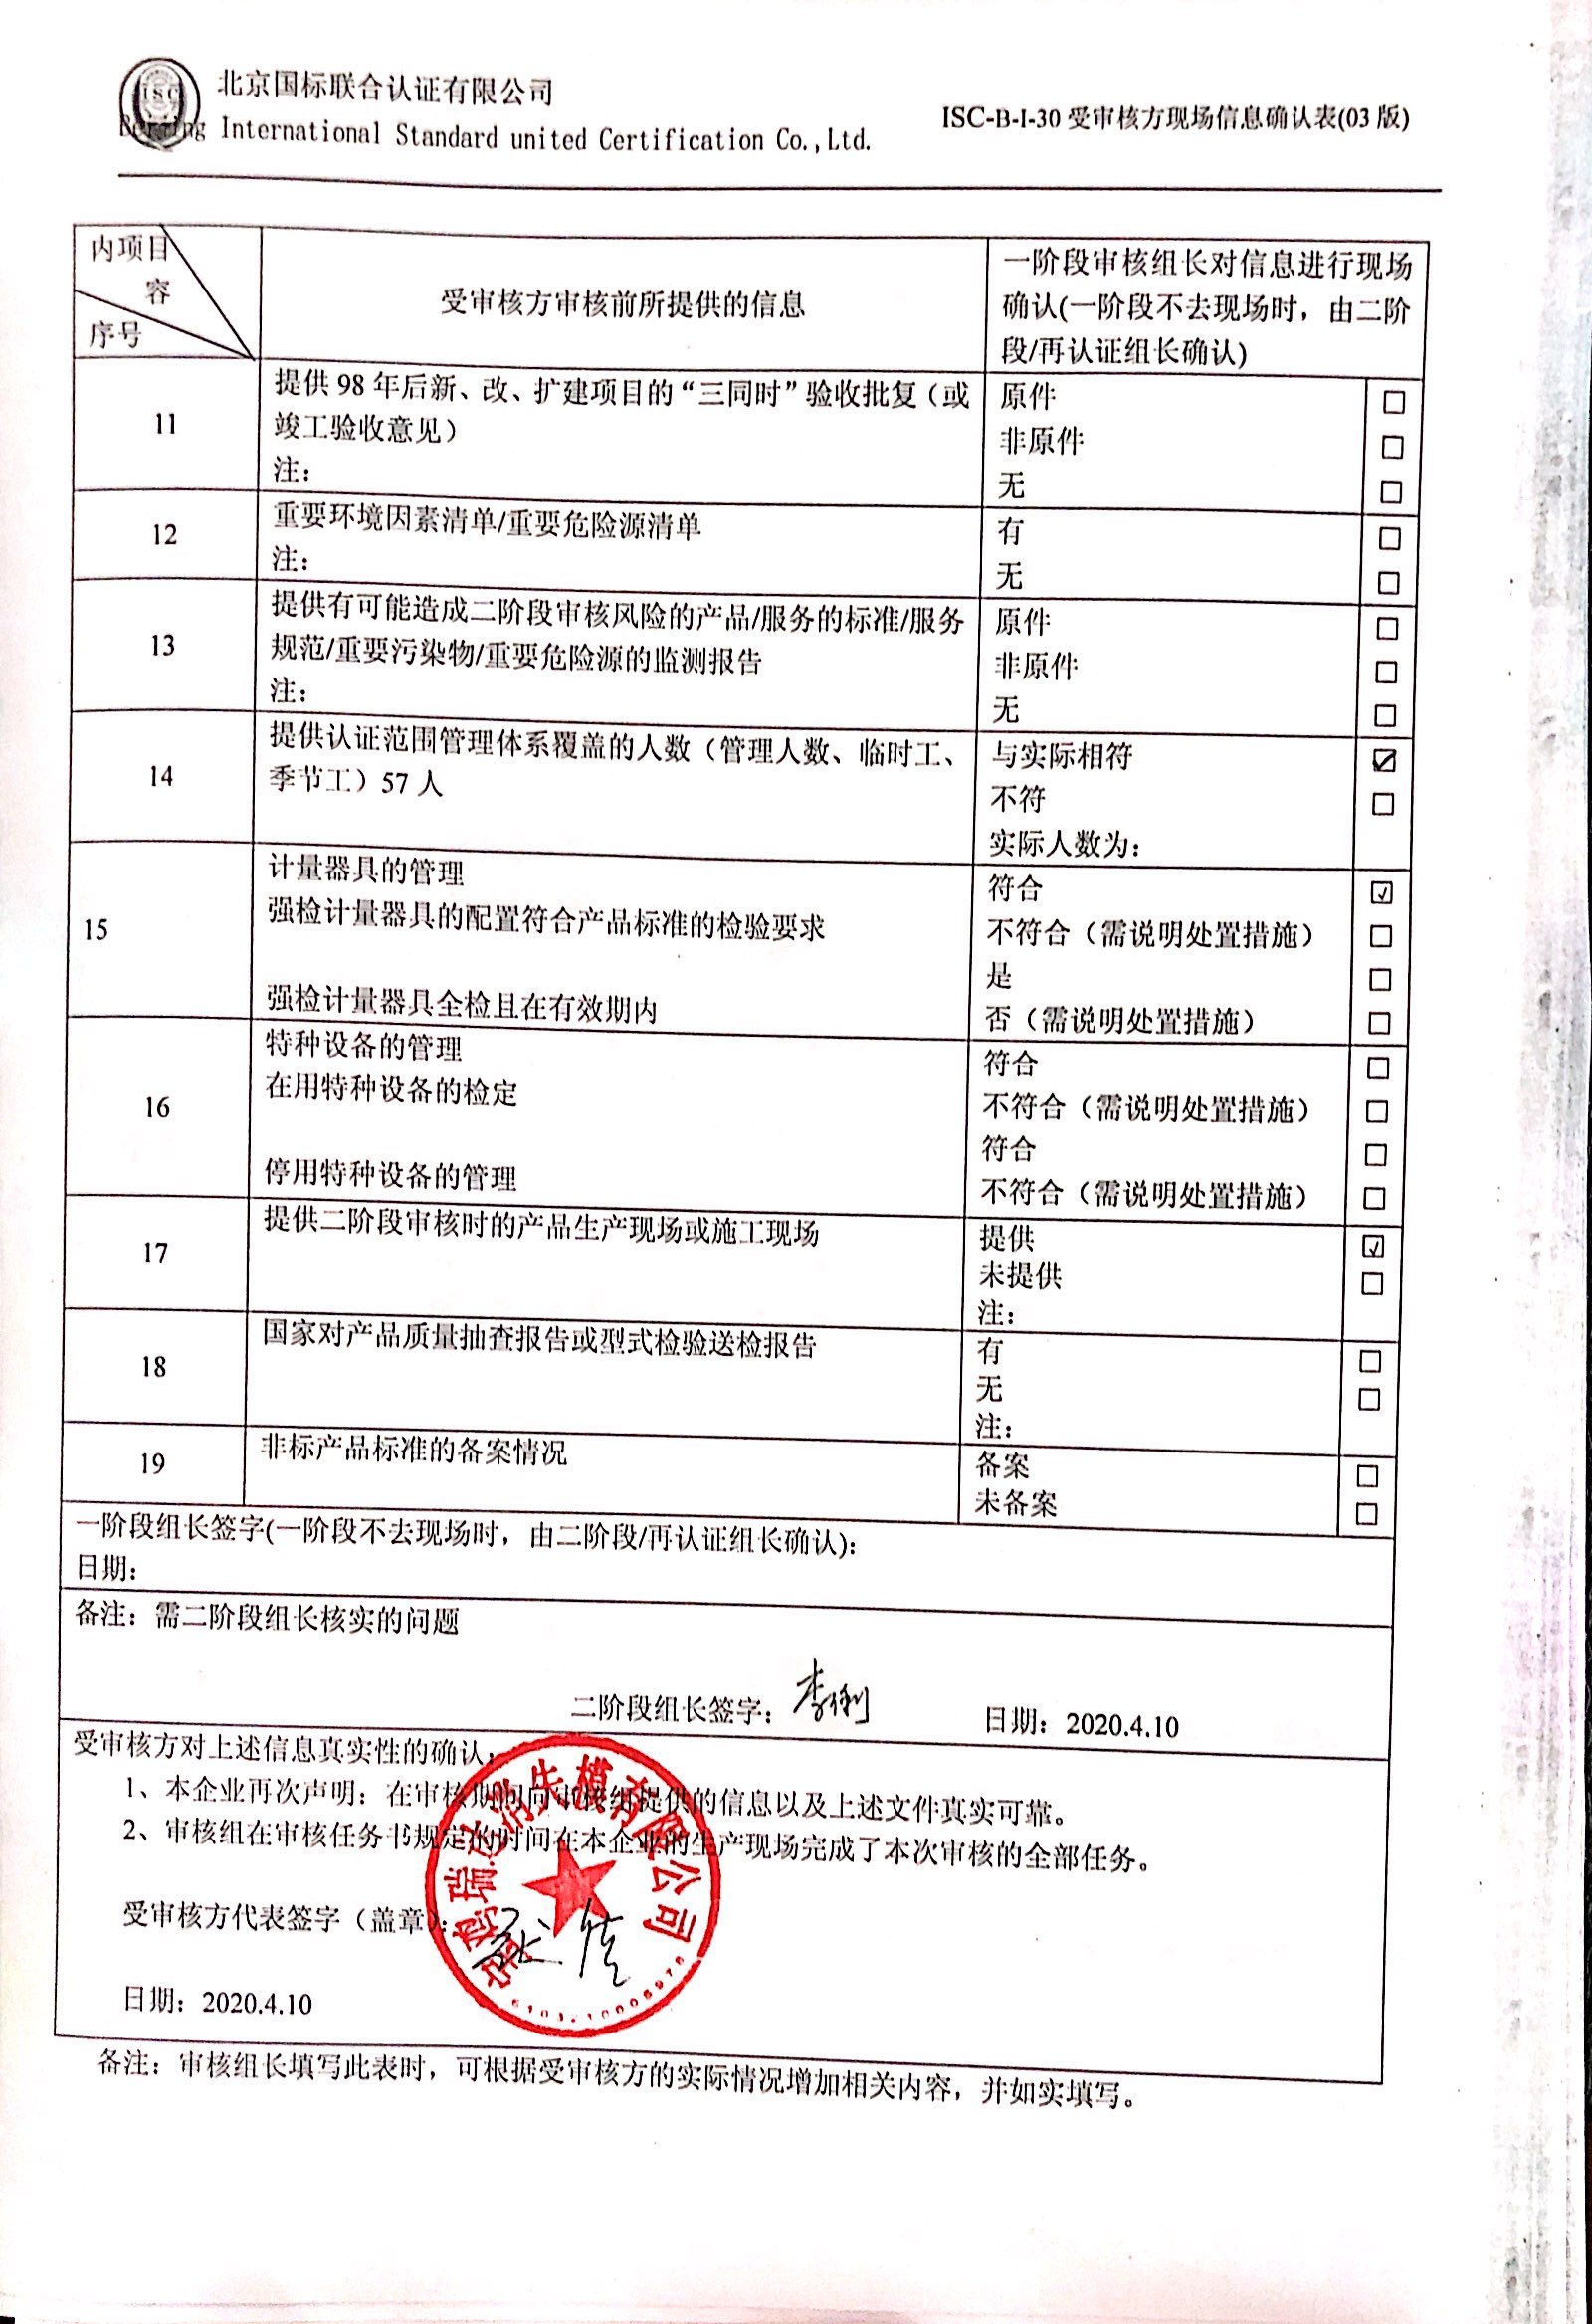 ISC
北京国标联合认证有限公司
Beijing International Standard united Certification Co.,Ltd.
ISC-B-I-30 受审核方现场信息确认表(03 版)
内项目
容
序号
受审核方审核前所提供的信息
一阶段审核组长对信息进行现场
确认(一阶段不去现场时，由二阶
段/再认证组长确认)
11
提供 98 年后新、改、扩建项目的“三同时”验收批复（或
竣工验收意见）
注：
原件 □
非原件 □
无 □
12
重要环境因素清单/重要危险源清单
注：
有 □
无 □
13
提供有可能造成二阶段审核风险的产品/服务的标准/服务
规范/重要污染物/重要危险源的监测报告
注：
原件 □
非原件 □
无 □
14
提供认证范围管理体系覆盖的人数（管理人数、临时工、
季节工）57 人
与实际相符 ☑
不符 □
实际人数为：
15
计量器具的管理
强检计量器具的配置符合产品标准的检验要求
强检计量器具全检且在有效期内
符合 ☑
不符合（需说明处置措施） □
是 □
否（需说明处置措施） □
16
特种设备的管理
在用特种设备的检定
停用特种设备的管理
符合 □
不符合（需说明处置措施） □
符合 □
不符合（需说明处置措施） □
17
提供二阶段审核时的产品生产现场或施工现场
提供 ☑
未提供 □
注：
18
国家对产品质量抽查报告或型式检验送检报告
有 □
无 □
注：
19
非标产品标准的备案情况
备案 □
未备案 □
一阶段组长签字(一阶段不去现场时，由二阶段/再认证组长确认)：
日期：
备注：需二阶段组长核实的问题
二阶段组长签字：李俐 日期：2020.4.10
受审核方对上述信息真实性的确认：
1、本企业再次声明：在审核期间向审核组提供的信息以及上述文件真实可靠。
2、审核组在审核任务书规定的时间在本企业的生产现场完成了本次审核的全部任务。
受审核方代表签字（盖章）：
宝鸡瑞达消失模有限公司
日期：2020.4.10
备注：审核组长填写此表时，可根据受审核方的实际情况增加相关内容，并如实填写。